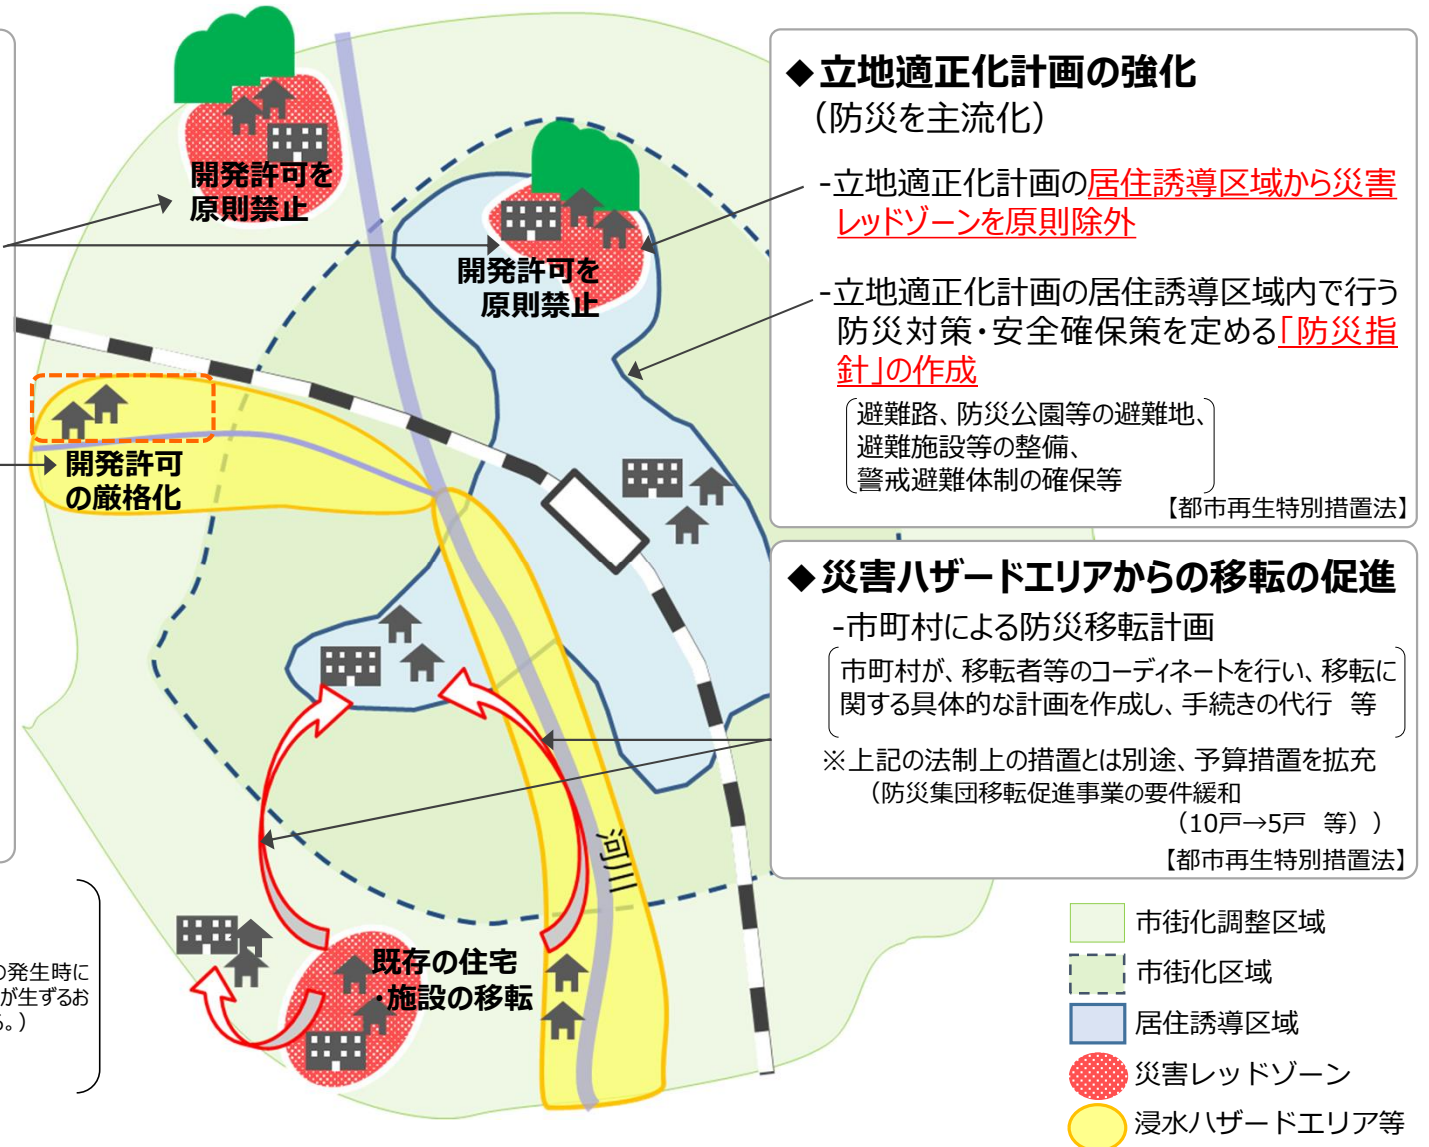 開発許可を
原則禁止
開発許可を
原則禁止
開発許可
の厳格化
河川
既存の住宅
・施設の移転
の発生時に
が生ずるお
る。）
◆立地適正化計画の強化
（防災を主流化）
-立地適正化計画の居住誘導区域から災害
レッドゾーンを原則除外
-立地適正化計画の居住誘導区域内で行う
防災対策・安全確保策を定める「防災指
針」の作成
避難路、防災公園等の避難地、
避難施設等の整備、
警戒避難体制の確保等
【都市再生特別措置法】
◆災害ハザードエリアからの移転の促進
-市町村による防災移転計画
市町村が、移転者等のコーディネートを行い、移転に
関する具体的な計画を作成し、手続きの代行　等
※上記の法制上の措置とは別途、予算措置を拡充
（防災集団移転促進事業の要件緩和
（10戸→5戸　等））
【都市再生特別措置法】
市街化調整区域
市街化区域
居住誘導区域
災害レッドゾーン
浸水ハザードエリア等